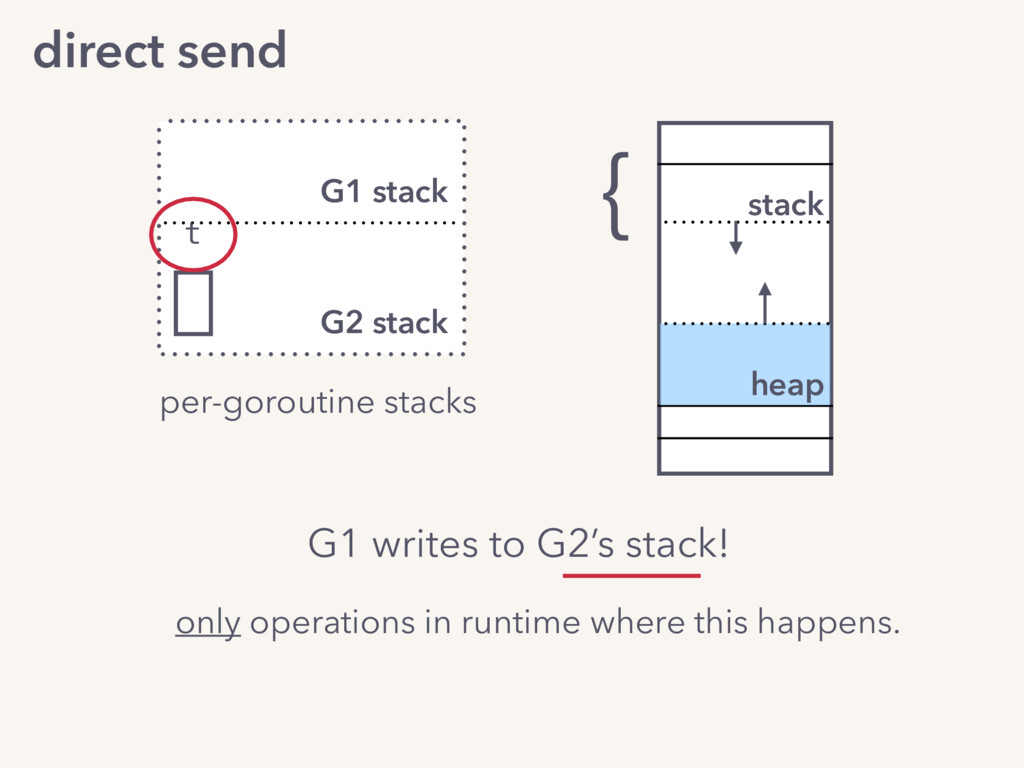 direct send
G1 stack
t
G2 stack
per-goroutine stacks
{
stack
heap
G1 writes to G2’s stack!
only operations in runtime where this happens.